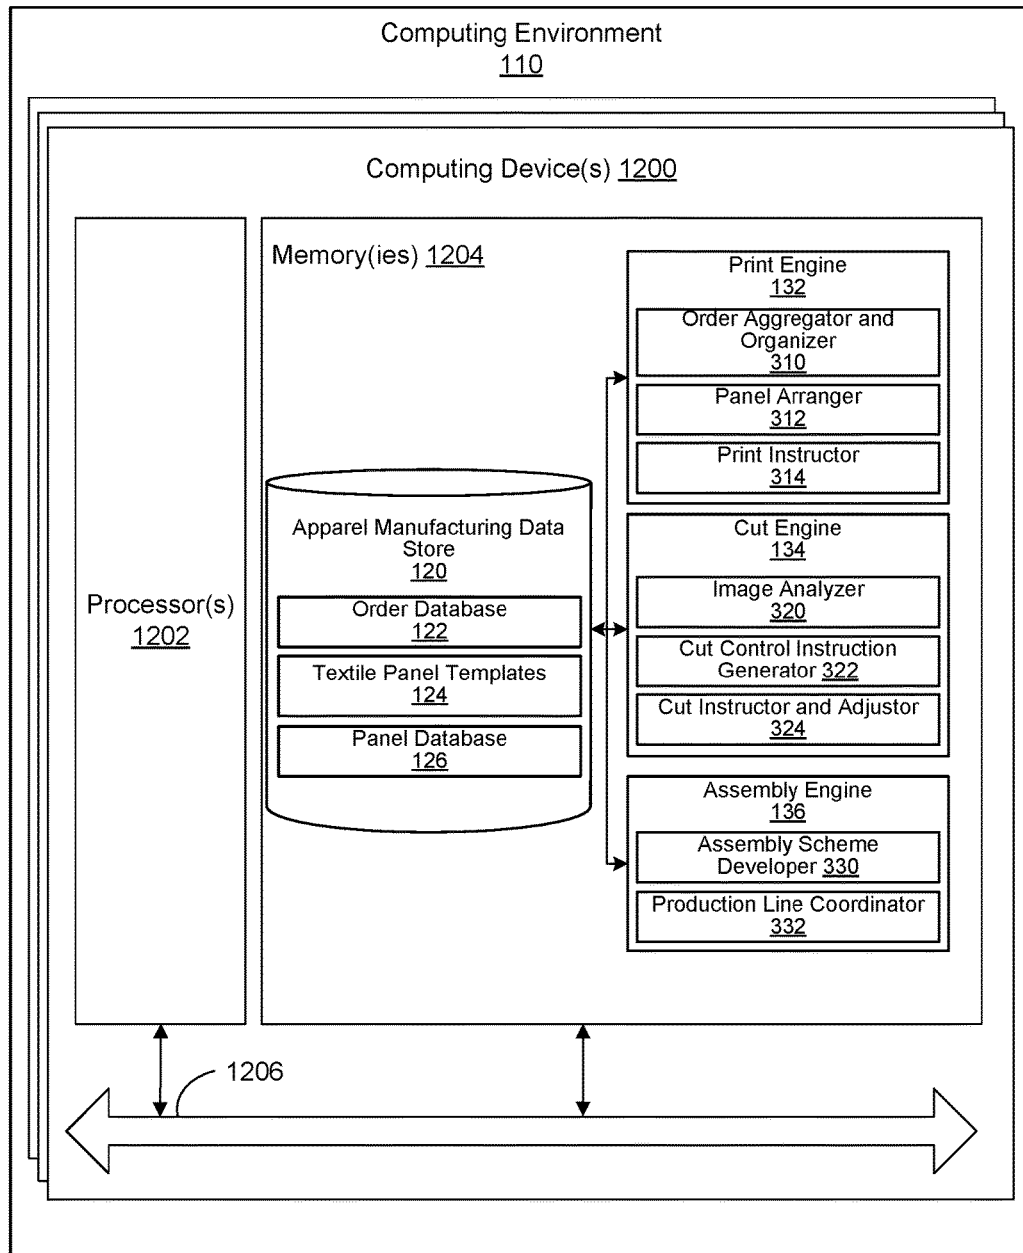 Computing Environment
110
Computing Device(s) 1200
Processor(s)
1202
Memory(ies) 1204
Apparel Manufacturing Data
Store
120
Order Database
122
Textile Panel Templates
124
Panel Database
126
Print Engine
132
Order Aggregator and
Organizer
310
Panel Arranger
312
Print Instructor
314
Cut Engine
134
Image Analyzer
320
Cut Control Instruction
Generator 322
Cut Instructor and Adjustor
324
Assembly Engine
136
Assembly Scheme
Developer 330
Production Line Coordinator
332
1206